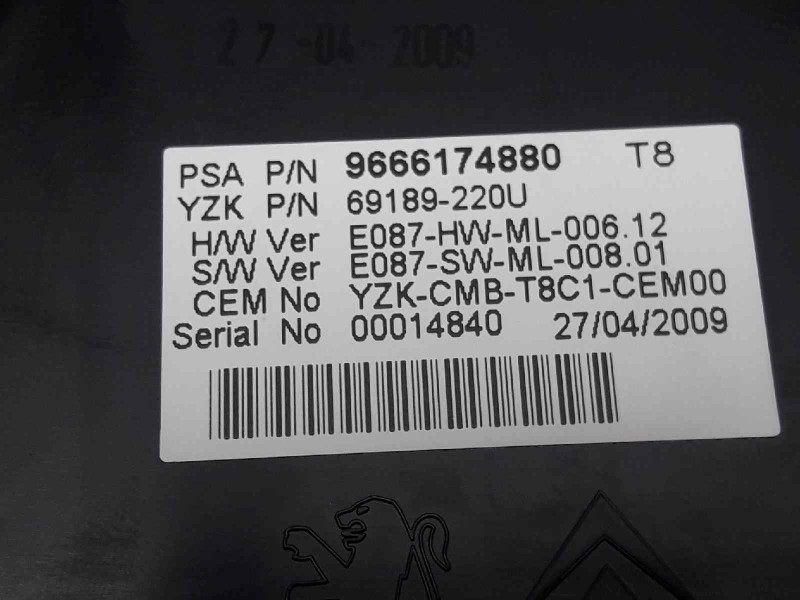 27-04-2009
PSA P/N 9666174880 T8
YZK P/N 69189-220U
H/W Ver E087-HW-ML-006.12
S/W Ver E087-SW-ML-008.01
CEM No YZK-CMB-T8C1-CEM00
Serial No 00014840 27/04/2009